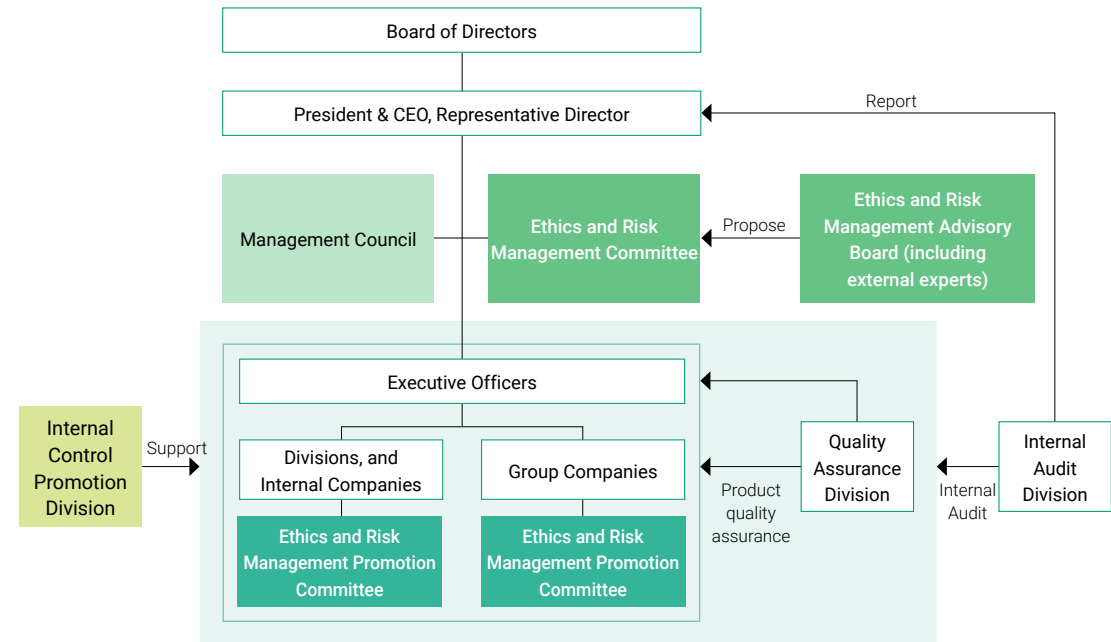 Board of Directors
President & CEO, Representative Director
Report
Management Council
Ethics and Risk
Management Committee
Propose
Ethics and Risk
Management Advisory
Board (including
external experts)
Executive Officers
Internal
Control
Promotion
Division
Support
Divisions, and
Internal Companies
Group Companies
Product
quality
assurance
Quality
Assurance
Division
Internal
Audit
Internal
Audit
Division
Ethics and Risk
Management Promotion
Committee
Ethics and Risk
Management Promotion
Committee